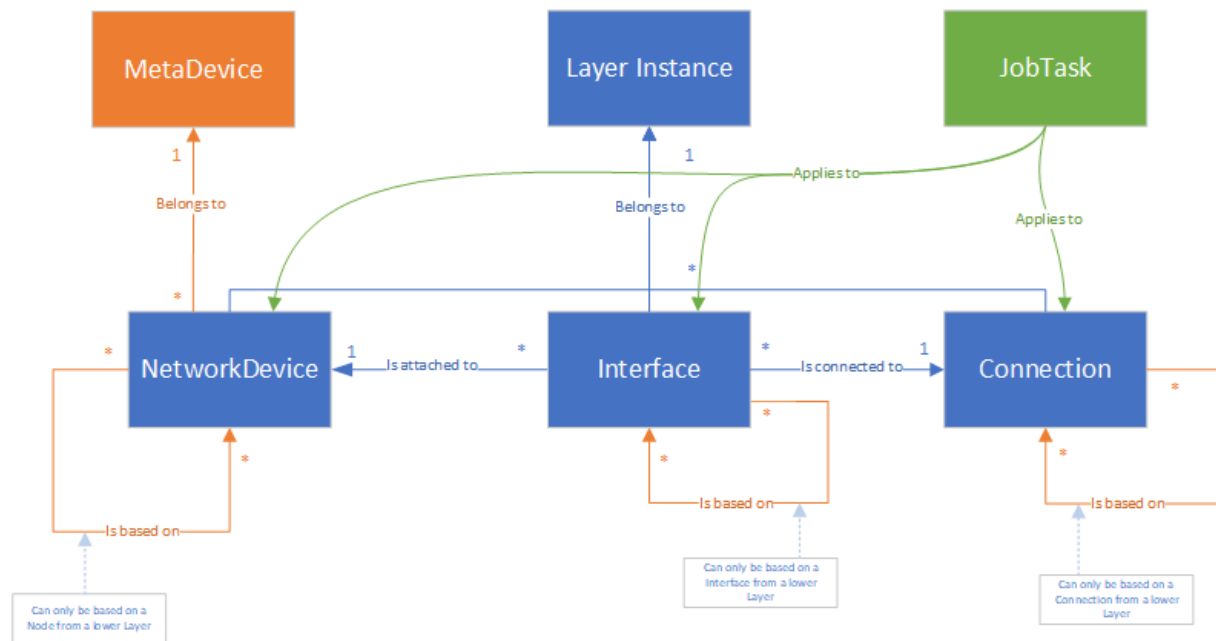 MetaDevice
Layer Instance
JobTask
1
1
Applies to
Belongs to
Belongs to
Applies to
*
*
*
NetworkDevice
1
Is attached to
*
Interface
*
Is connected to
1
Connection
*
*
*
*
*
Is based on
Is based on
Is based on
Can only be based on a
Node from a lower Layer
Can only be based on a
Interface from a lower
Layer
Can only be based on a
Connection from a lower
Layer